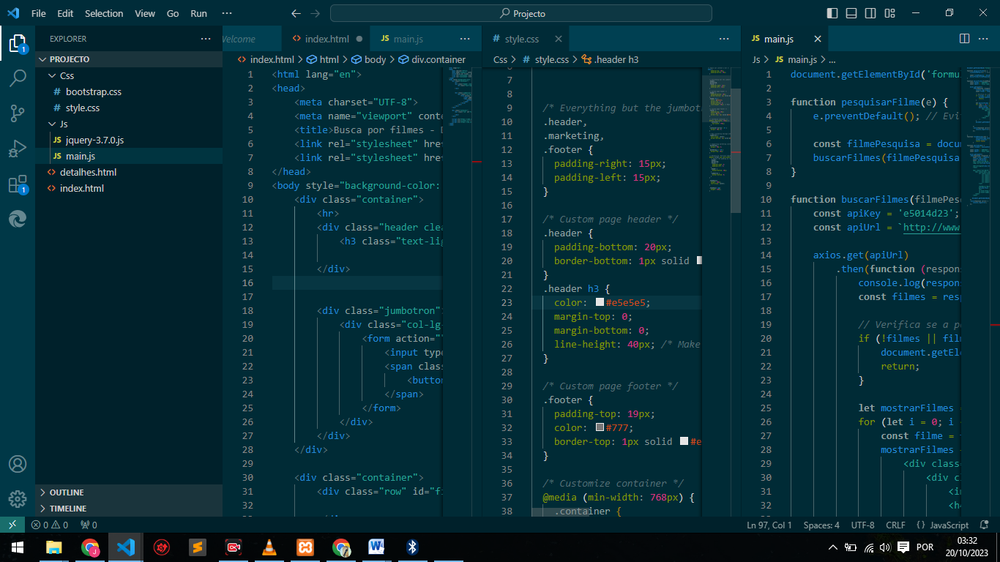 File Edit Selection View Go Run ···
Projecto
EXPLORER
PROJECTO
Css
# bootstrap.css
# style.css
Js
JS jquery-3.7.0.js
JS main.js
<> detalhes.html
<> index.html
OUTLINE
TIMELINE
1
1
Welcome
<> index.html
JS main.js
<> index.html > html > body > div.container
1 <html lang="en">
2 <head>
3 <meta charset="UTF-8">
4 <meta name="viewport" conte
5 <title>Busca por filmes -
6 <link rel="stylesheet" href
7 <link rel="stylesheet" href
8 </head>
9 <body style="background-color:
10 <div class="container">
11 <hr>
12 <div class="header clea
13 <h3 class="text-lig
14
15 </div>
16
17
18 <div class="jumbotron"
19 <div class="col-lg-
20 <form action="
21 <input type
22 <span clas
23 <button
24 </span>
25 </form>
26 </div>
27 </div>
28 </div>
29
30 <div class="container">
31 <div class="row" id="fi
32
# style.css
Css > # style.css > .header h3
7
8
9 /* Everything but the jumbot
10 .header,
11 .marketing,
12 .footer {
13 padding-right: 15px;
14 padding-left: 15px;
15 }
16
17 /* Custom page header */
18 .header {
19 padding-bottom: 20px;
20 border-bottom: 1px solid
21 }
22 .header h3 {
23 color: #e5e5e5;
24 margin-top: 0;
25 margin-bottom: 0;
26 line-height: 40px; /* Make
27 }
28
29 /* Custom page footer */
30 .footer {
31 padding-top: 19px;
32 color: #777;
33 border-top: 1px solid #e
34 }
35
36 /* Customize container */
37 @media (min-width: 768px) {
38 .container {
JS main.js
Js > JS main.js > ...
1 document.getElementById('formu
2
3 function pesquisarFilme(e) {
4 e.preventDefault(); // Evi
5
6 const filmePesquisa = docu
7 buscarFilmes(filmePesquisa
8 }
9
10 function buscarFilmes(filmePes
11 const apiKey = 'e5014d23';
12 const apiUrl = `http://www
13
14 axios.get(apiUrl)
15 .then(function (respon
16 console.log(respon
17 const filmes = resp
18
19 // Verifica se a p
20 if (!filmes || film
21 document.getEle
22 return;
23 }
24
25 let mostrarFilmes =
26 for (let i = 0; i
27 const filme =
28 mostrarFilmes
29 <div class
30 <div cl
31 <i
32 <h
0 0 0
Ln 97, Col 1 Spaces: 4 UTF-8 CRLF {} JavaScript
POR
03:32
20/10/2023